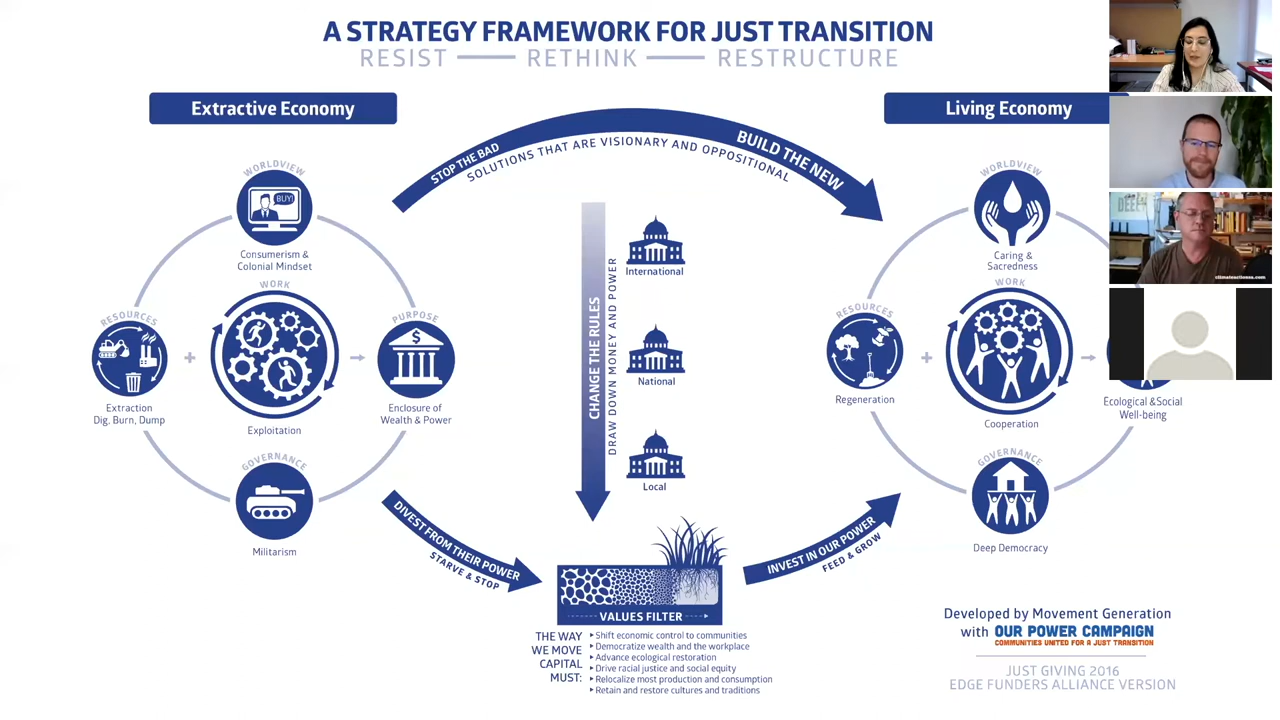 A STRATEGY FRAMEWORK FOR JUST TRANSITION
RESIST — RETHINK — RESTRUCTURE
Extractive Economy
WORLDVIEW
BUY!
Consumerism &
Colonial Mindset
RESOURCES
Extraction
Dig, Burn, Dump
WORK
Exploitation
PURPOSE
$
Enclosure of
Wealth & Power
GOVERNANCE
Militarism
STOP THE BAD
BUILD THE NEW
SOLUTIONS THAT ARE VISIONARY AND OPPOSITIONAL
CHANGE THE RULES
DRAW DOWN MONEY AND POWER
International
National
Local
DIVEST FROM THEIR POWER
STARVE & STOP
VALUES FILTER
INVEST IN OUR POWER
FEED & GROW
THE WAY
WE MOVE
CAPITAL
MUST:
Shift economic control to communities
Democratize wealth and the workplace
Advance ecological restoration
Drive racial justice and social equity
Relocalize most production and consumption
Retain and restore cultures and traditions
Living Economy
WORLDVIEW
Caring &
Sacredness
RESOURCES
Regeneration
WORK
Cooperation
Ecological & Social
Well-being
GOVERNANCE
Deep Democracy
Developed by Movement Generation
with OUR POWER CAMPAIGN
COMMUNITIES UNITED FOR A JUST TRANSITION
JUST GIVING 2016
EDGE FUNDERS ALLIANCE VERSION
climateactionaa.com